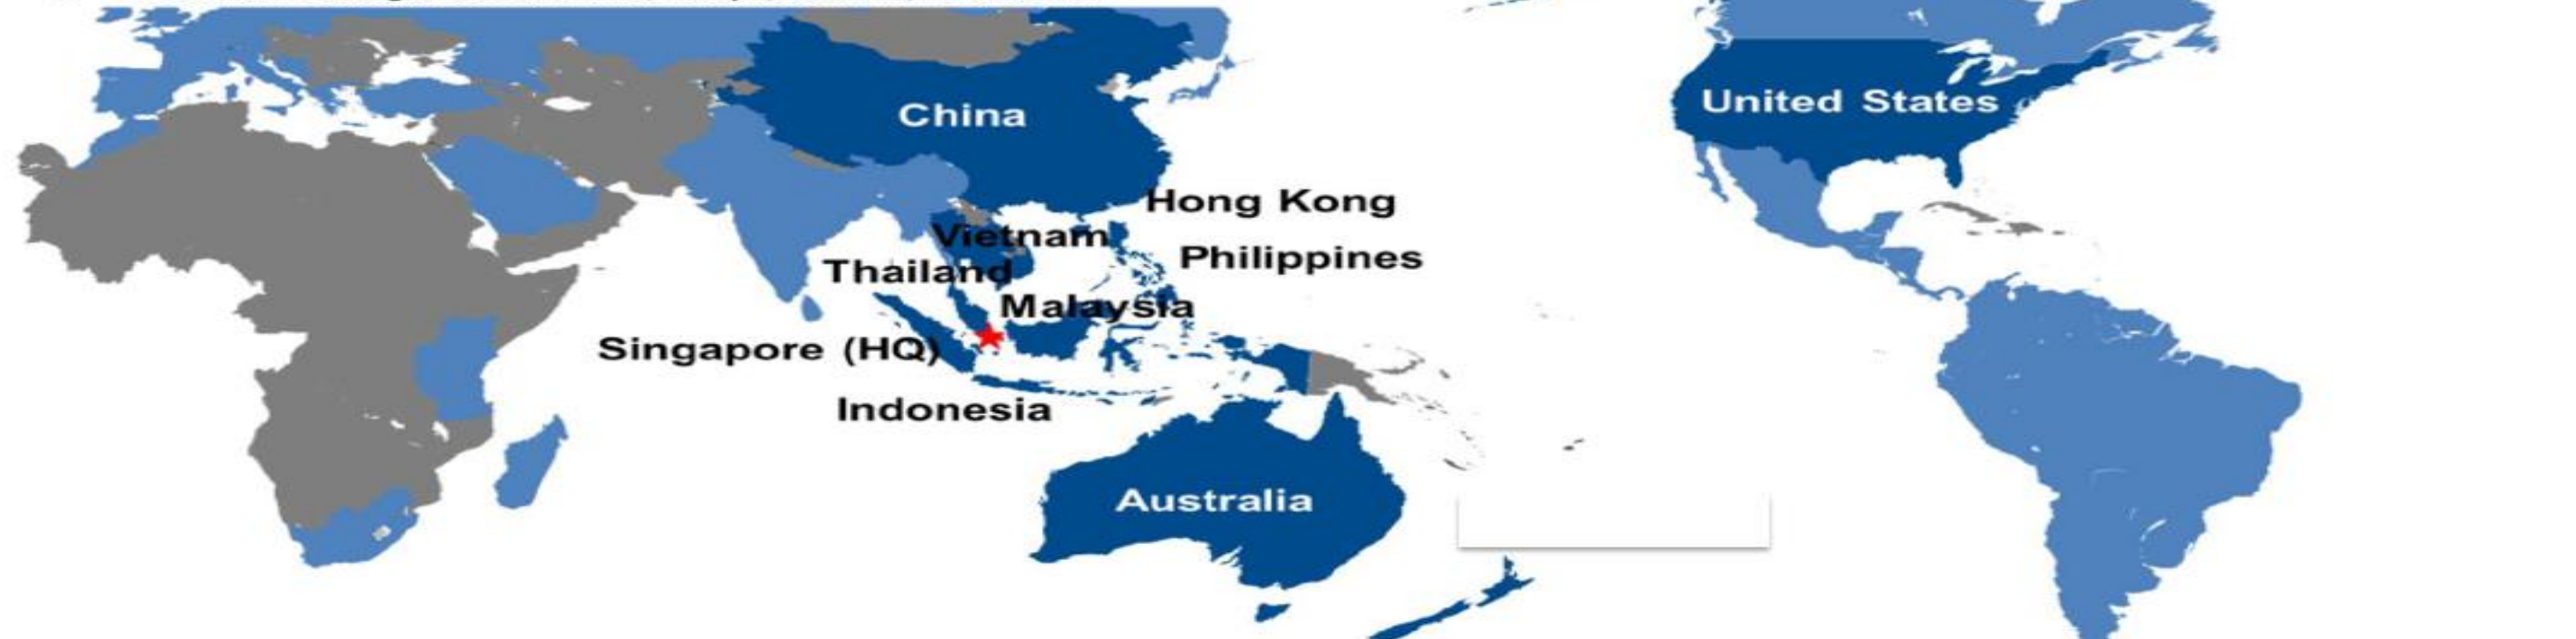 China
United States
Hong Kong
Vietnam
Philippines
Thailand
Malaysia
Singapore (HQ)
Indonesia
Australia